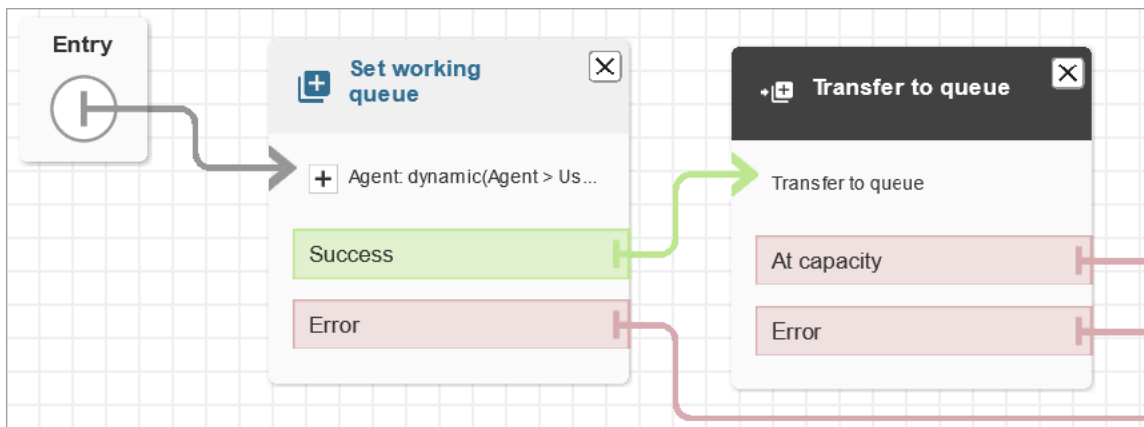 Entry
Set working
queue
Agent: dynamic(Agent > Us...
Success
Error
Transfer to queue
Transfer to queue
At capacity
Error